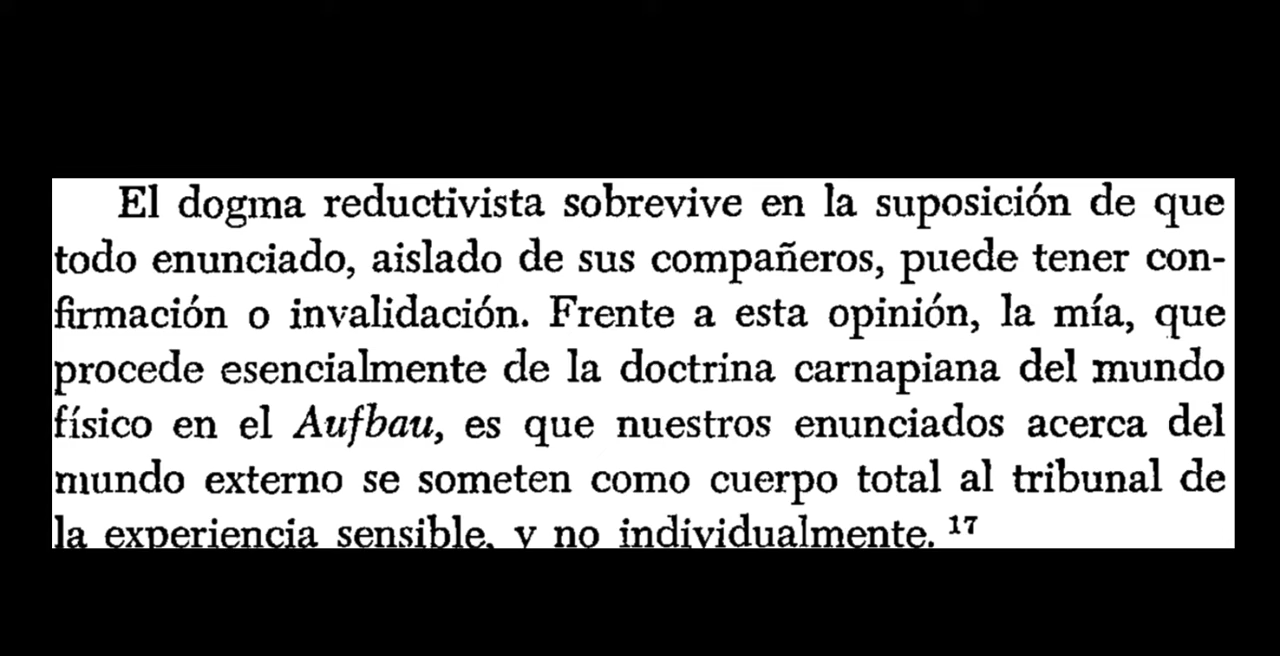 El dogma reductivista sobrevive en la suposición de que
todo enunciado, aislado de sus compañeros, puede tener con-
firmación o invalidación. Frente a esta opinión, la mía, que
procede esencialmente de la doctrina carnapiana del mundo
físico en el Aufbau, es que nuestros enunciados acerca del
mundo externo se someten como cuerpo total al tribunal de
la experiencia sensible, y no individualmente. 17